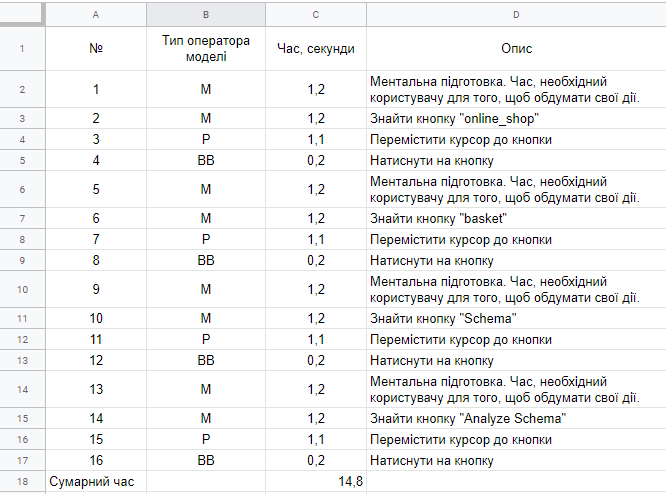 A B C D
1 № Тип оператора моделі Час, секунди Опис
2 1 M 1,2 Ментальна підготовка. Час, необхідний
користувачу для того, щоб обдумати свої дії.
3 2 M 1,2 Знайти кнопку "online_shop"
4 3 P 1,1 Перемістити курсор до кнопки
5 4 BB 0,2 Натиснути на кнопку
6 5 M 1,2 Ментальна підготовка. Час, необхідний
користувачу для того, щоб обдумати свої дії.
7 6 M 1,2 Знайти кнопку "basket"
8 7 P 1,1 Перемістити курсор до кнопки
9 8 BB 0,2 Натиснути на кнопку
10 9 M 1,2 Ментальна підготовка. Час, необхідний
користувачу для того, щоб обдумати свої дії.
11 10 M 1,2 Знайти кнопку "Schema"
12 11 P 1,1 Перемістити курсор до кнопки
13 12 BB 0,2 Натиснути на кнопку
14 13 M 1,2 Ментальна підготовка. Час, необхідний
користувачу для того, щоб обдумати свої дії.
15 14 M 1,2 Знайти кнопку "Analyze Schema"
16 15 P 1,1 Перемістити курсор до кнопки
17 16 BB 0,2 Натиснути на кнопку
18 Сумарний час 14,8